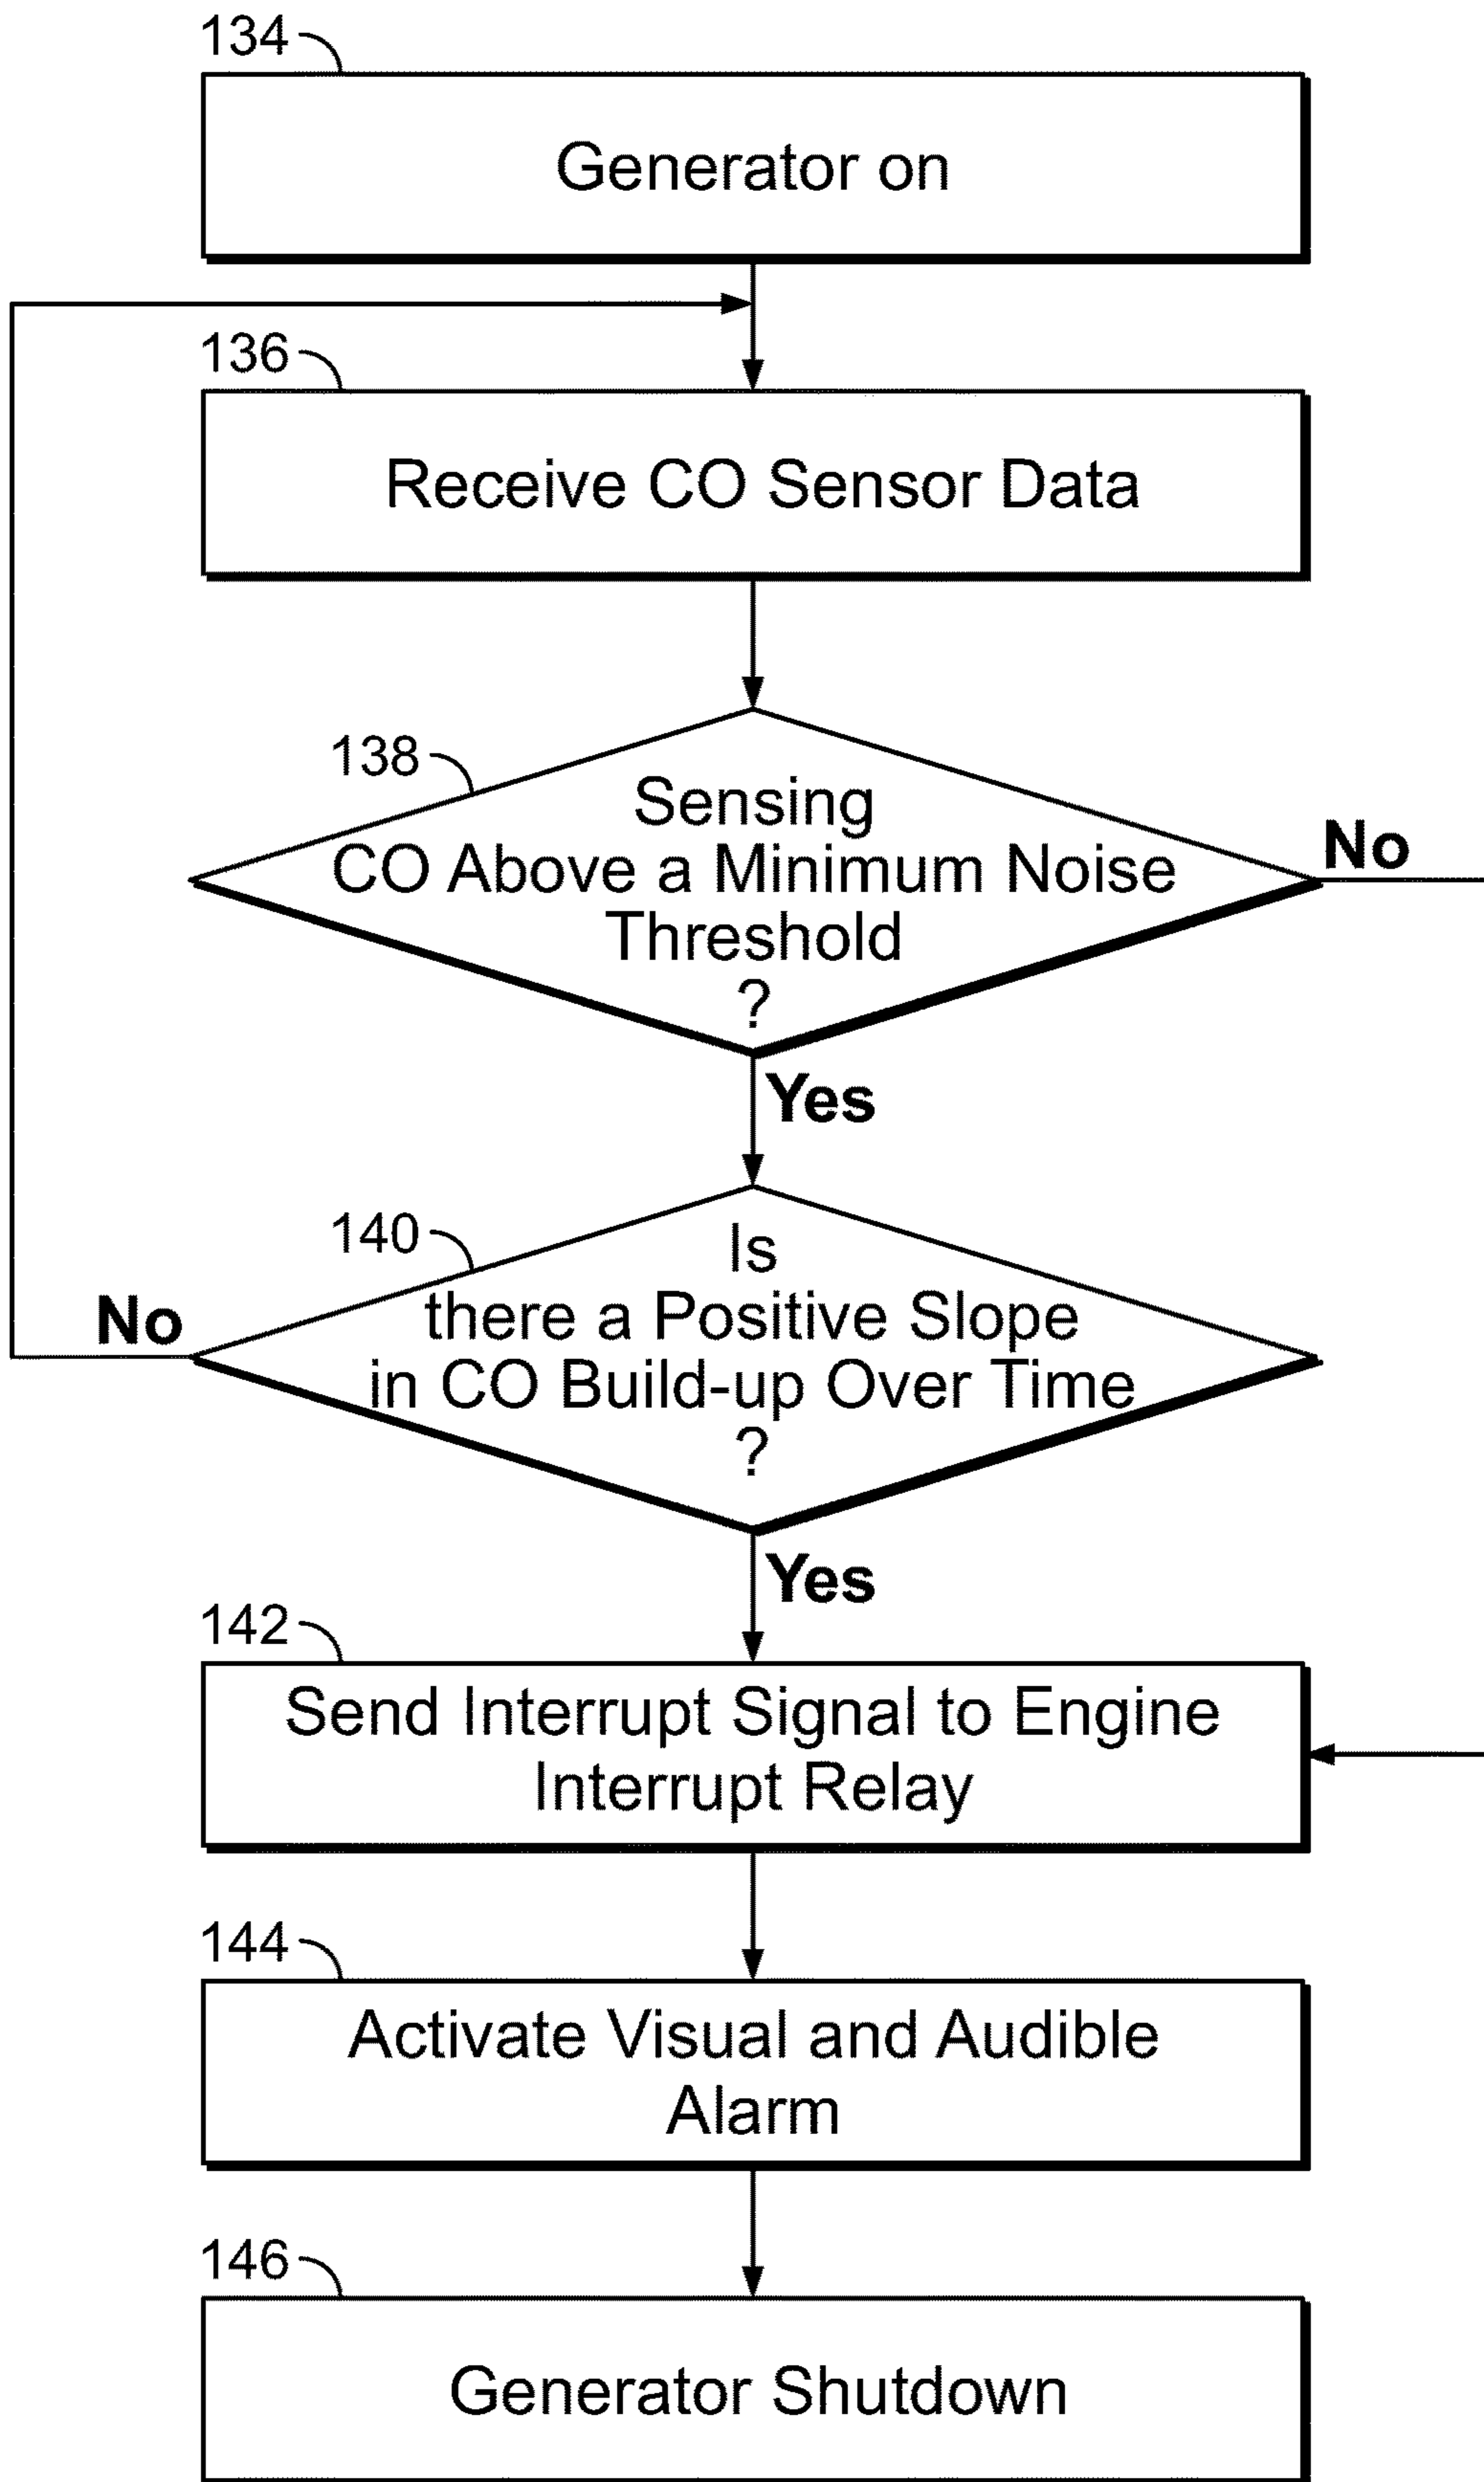 134
Generator on
136
Receive CO Sensor Data
138
Sensing
CO Above a Minimum Noise
Threshold
?
No
Yes
140
Is
there a Positive Slope
in CO Build-up Over Time
?
No
Yes
142
Send Interrupt Signal to Engine
Interrupt Relay
144
Activate Visual and Audible
Alarm
146
Generator Shutdown